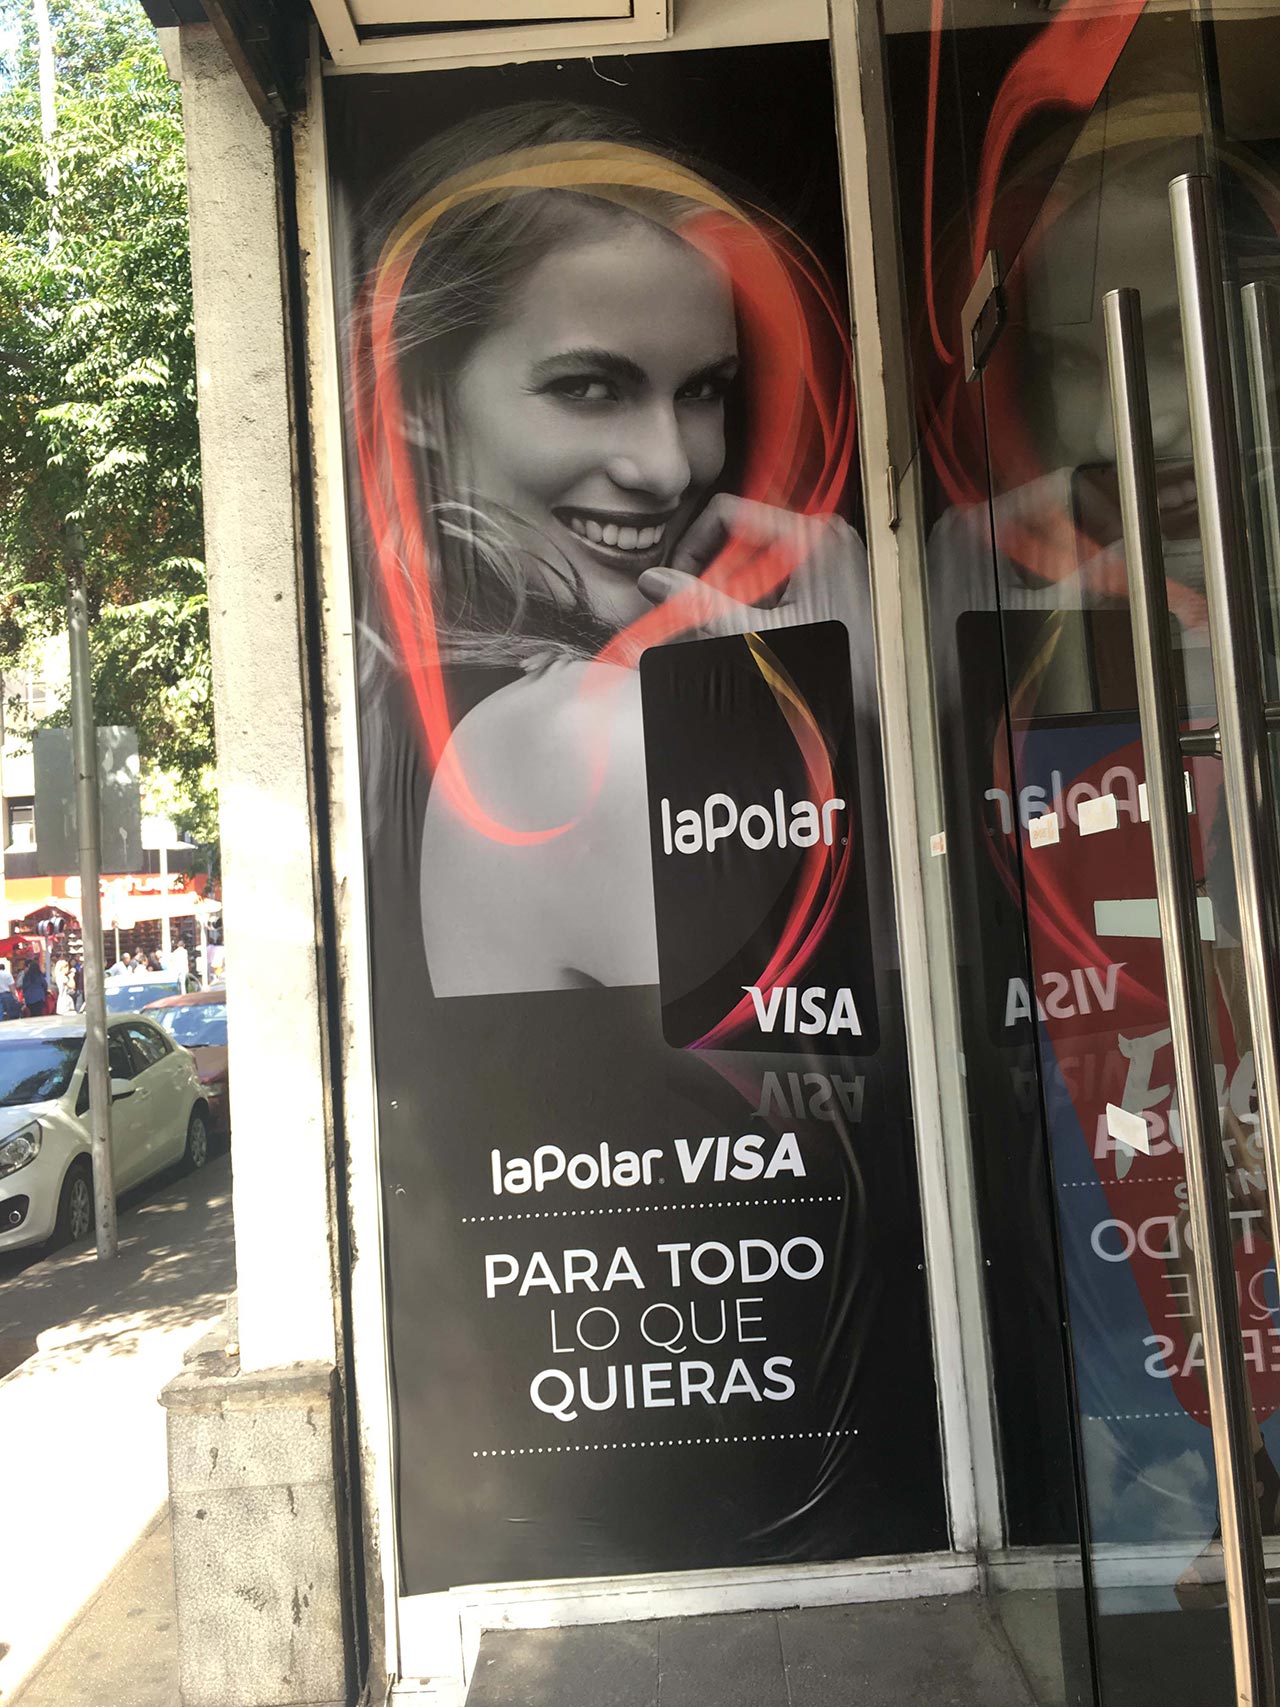 laPolar
VISA
laPolar VISA
PARA TODO
LO QUE
QUIERAS